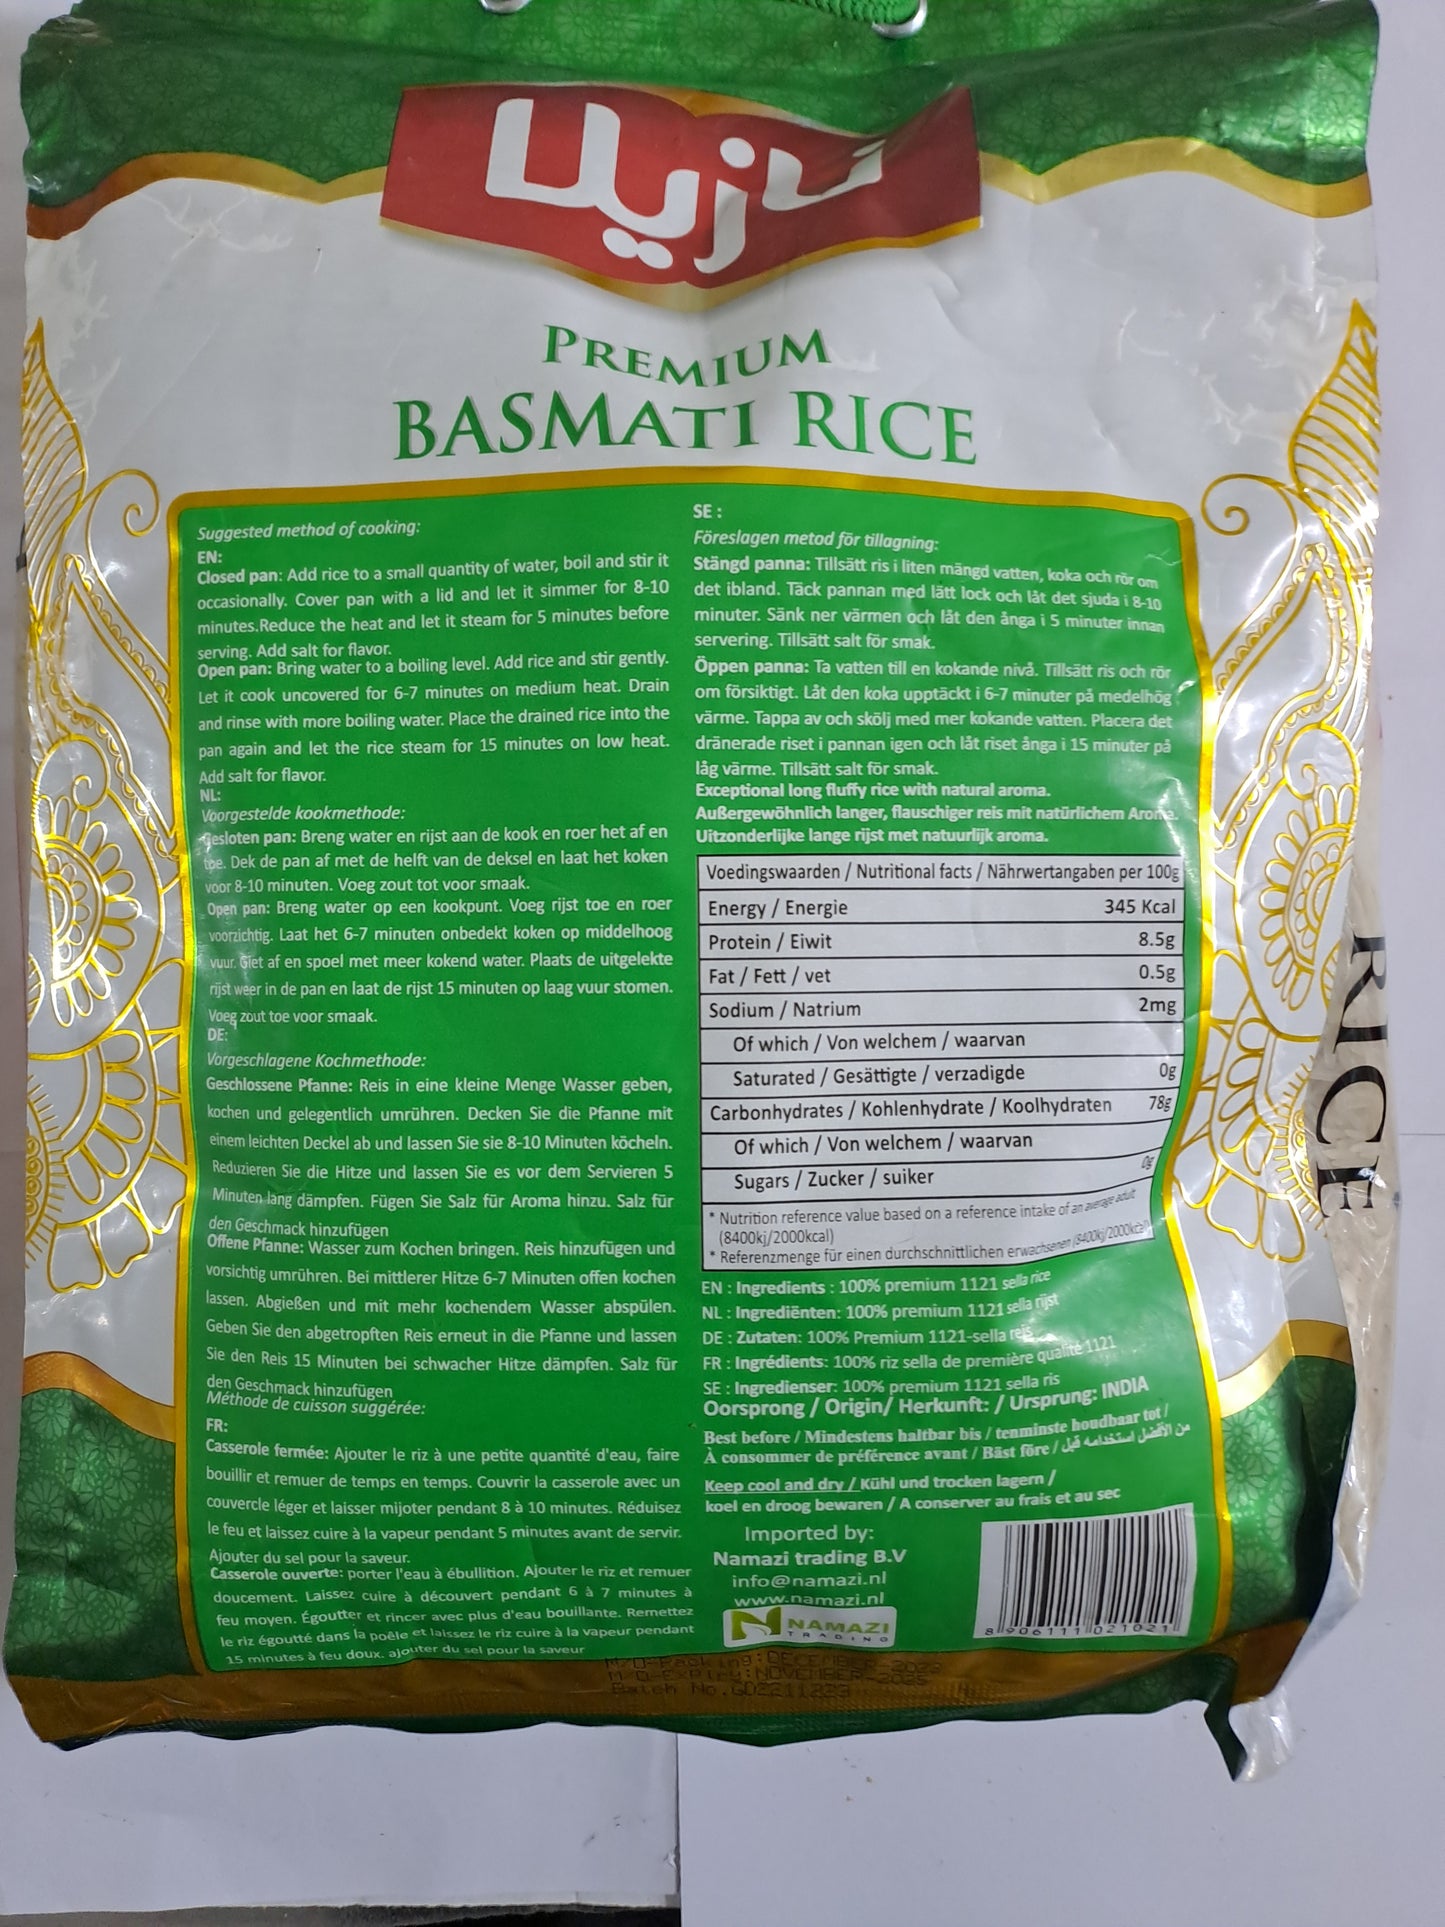 نازیلا
PREMIUM
BASMATI RICE
Suggested method of cooking:
EN:
Closed pan: Add rice to a small quantity of water, boil and stir it
occasionally. Cover pan with a lid and let it simmer for 8-10
minutes.Reduce the heat and let it steam for 5 minutes before
serving. Add salt for flavor.
Open pan: Bring water to a boiling level. Add rice and stir gently.
Let it cook uncovered for 6-7 minutes on medium heat. Drain
and rinse with more boiling water. Place the drained rice into the
pan again and let the rice steam for 15 minutes on low heat.
Add salt for flavor.
NL:
Voorgestelde kookmethode:
Gesloten pan: Breng water en rijst aan de kook en roer het af en
toe. Dek de pan af met de helft van de deksel en laat het koken
voor 8-10 minuten. Voeg zout tot voor smaak.
Open pan: Breng water op een kookpunt. Voeg rijst toe en roer
voorzichtig. Laat het 6-7 minuten onbedekt koken op middelhoog
vuur. Giet af en spoel met meer kokend water. Plaats de uitgelekte
rijst weer in de pan en laat de rijst 15 minuten op laag vuur stomen.
Voeg zout toe voor smaak.
DE:
Vorgeschlagene Kochmethode:
Geschlossene Pfanne: Reis in eine kleine Menge Wasser geben,
kochen und gelegentlich umrühren. Decken Sie die Pfanne mit
einem leichten Deckel ab und lassen Sie sie 8-10 Minuten köcheln.
Reduzieren Sie die Hitze und lassen Sie es vor dem Servieren 5
Minuten lang dämpfen. Fügen Sie Salz für Aroma hinzu. Salz für
den Geschmack hinzufügen
Offene Pfanne: Wasser zum Kochen bringen. Reis hinzufügen und
vorsichtig umrühren. Bei mittlerer Hitze 6-7 Minuten offen kochen
lassen. Abgießen und mit mehr kochendem Wasser abspülen.
Geben Sie den abgetropften Reis erneut in die Pfanne und lassen
Sie den Reis 15 Minuten bei schwacher Hitze dämpfen. Salz für
den Geschmack hinzufügen
Méthode de cuisson suggérée:
FR:
Casserole fermée: Ajouter le riz à une petite quantité d'eau, faire
bouillir et remuer de temps en temps. Couvrir la casserole avec un
couvercle léger et laisser mijoter pendant 8 à 10 minutes. Réduisez
le feu et laissez cuire à la vapeur pendant 5 minutes avant de servir.
Ajouter du sel pour la saveur.
Casserole ouverte: porter l'eau à ébullition. Ajouter le riz et remuer
doucement. Laissez cuire à découvert pendant 6 à 7 minutes à
feu moyen. Égoutter et rincer avec plus d'eau bouillante. Remettez
le riz égoutté dans la poêle et laissez le riz cuire à la vapeur pendant
15 minutes à feu doux. ajouter du sel pour la saveur
SE :
Föreslagen metod för tillagning:
Stängd panna: Tillsätt ris i liten mängd vatten, koka och rör om
det ibland. Täck pannan med lätt lock och låt det sjuda i 8-10
minuter. Sänk ner värmen och låt den ånga i 5 minuter innan
servering. Tillsätt salt för smak.
Öppen panna: Ta vatten till en kokande nivå. Tillsätt ris och rör
om försiktigt. Låt den koka upptäckt i 6-7 minuter på medelhög
värme. Tappa av och skölj med mer kokande vatten. Placera det
dränerade riset i pannan igen och låt riset ånga i 15 minuter på
låg värme. Tillsätt salt för smak.
Exceptional long fluffy rice with natural aroma.
Außergewöhnlich langer, flauschiger reis mit natürlichem Aroma.
Uitzonderlijke lange rijst met natuurlijk aroma.
Voedingswaarden / Nutritional facts / Nährwertangaben per 100g
Energy / Energie 345 Kcal
Protein / Eiwit 8.5g
Fat / Fett / vet 0.5g
Sodium / Natrium 2mg
Of which / Von welchem / waarvan
Saturated / Gesättigte / verzadigde 0g
Carbonhydrates / Kohlenhydrate / Koolhydraten 78g
Of which / Von welchem / waarvan
Sugars / Zucker / suiker 0g
* Nutrition reference value based on a reference intake of an average adult
(8400kj/2000kcal)
* Referenzmenge für einen durchschnittlichen erwachsenen (8400kj/2000kcal)
EN : Ingredients : 100% premium 1121 sella rice
NL : Ingrediënten: 100% premium 1121 sella rijst
DE : Zutaten: 100% Premium 1121-sella reis
FR : Ingrédients: 100% riz sella de première qualité 1121
SE : Ingredienser: 100% premium 1121 sella ris
Oorsprong / Origin/ Herkunft: / Ursprung: INDIA
Best before / Mindestens haltbar bis / tenminste houdbaar tot /
À consommer de préférence avant / Bäst före / من الأفضل استخدامه قبل
Keep cool and dry / Kühl und trocken lagern /
koel en droog bewaren / A conserver au frais et au sec
Imported by:
Namazi trading B.V
info@namazi.nl
www.namazi.nl
NAMAZI
TRADING
8 906111 021021
M/O-Packing: DECEMBER-2023
M/O-Expiry: NOVEMBER-2025
Batch No.
RICE